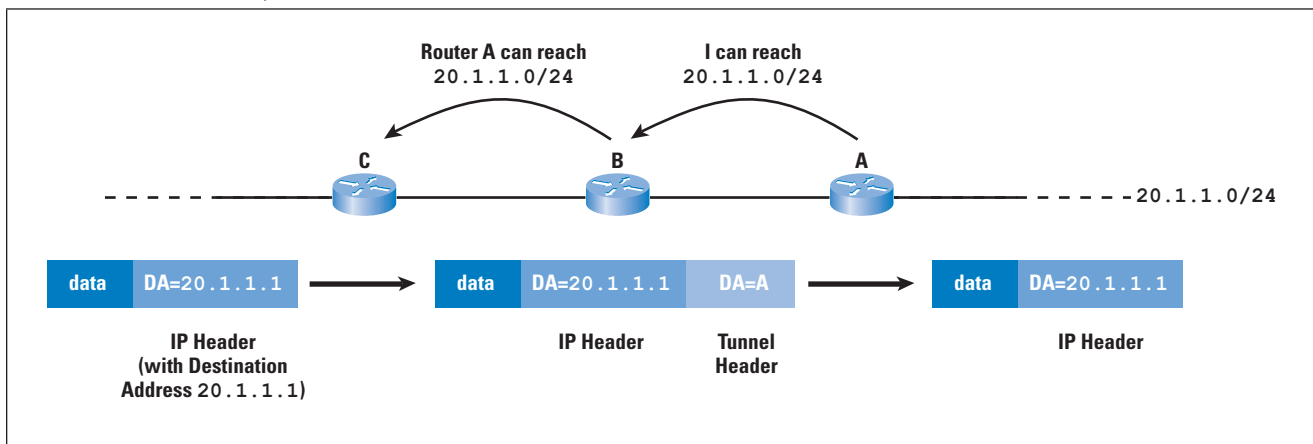 Router A can reach
20.1.1.0/24
I can reach
20.1.1.0/24
C
B
A
20.1.1.0/24
data DA=20.1.1.1
data DA=20.1.1.1 DA=A
data DA=20.1.1.1
IP Header
(with Destination
Address 20.1.1.1)
IP Header
Tunnel
Header
IP Header